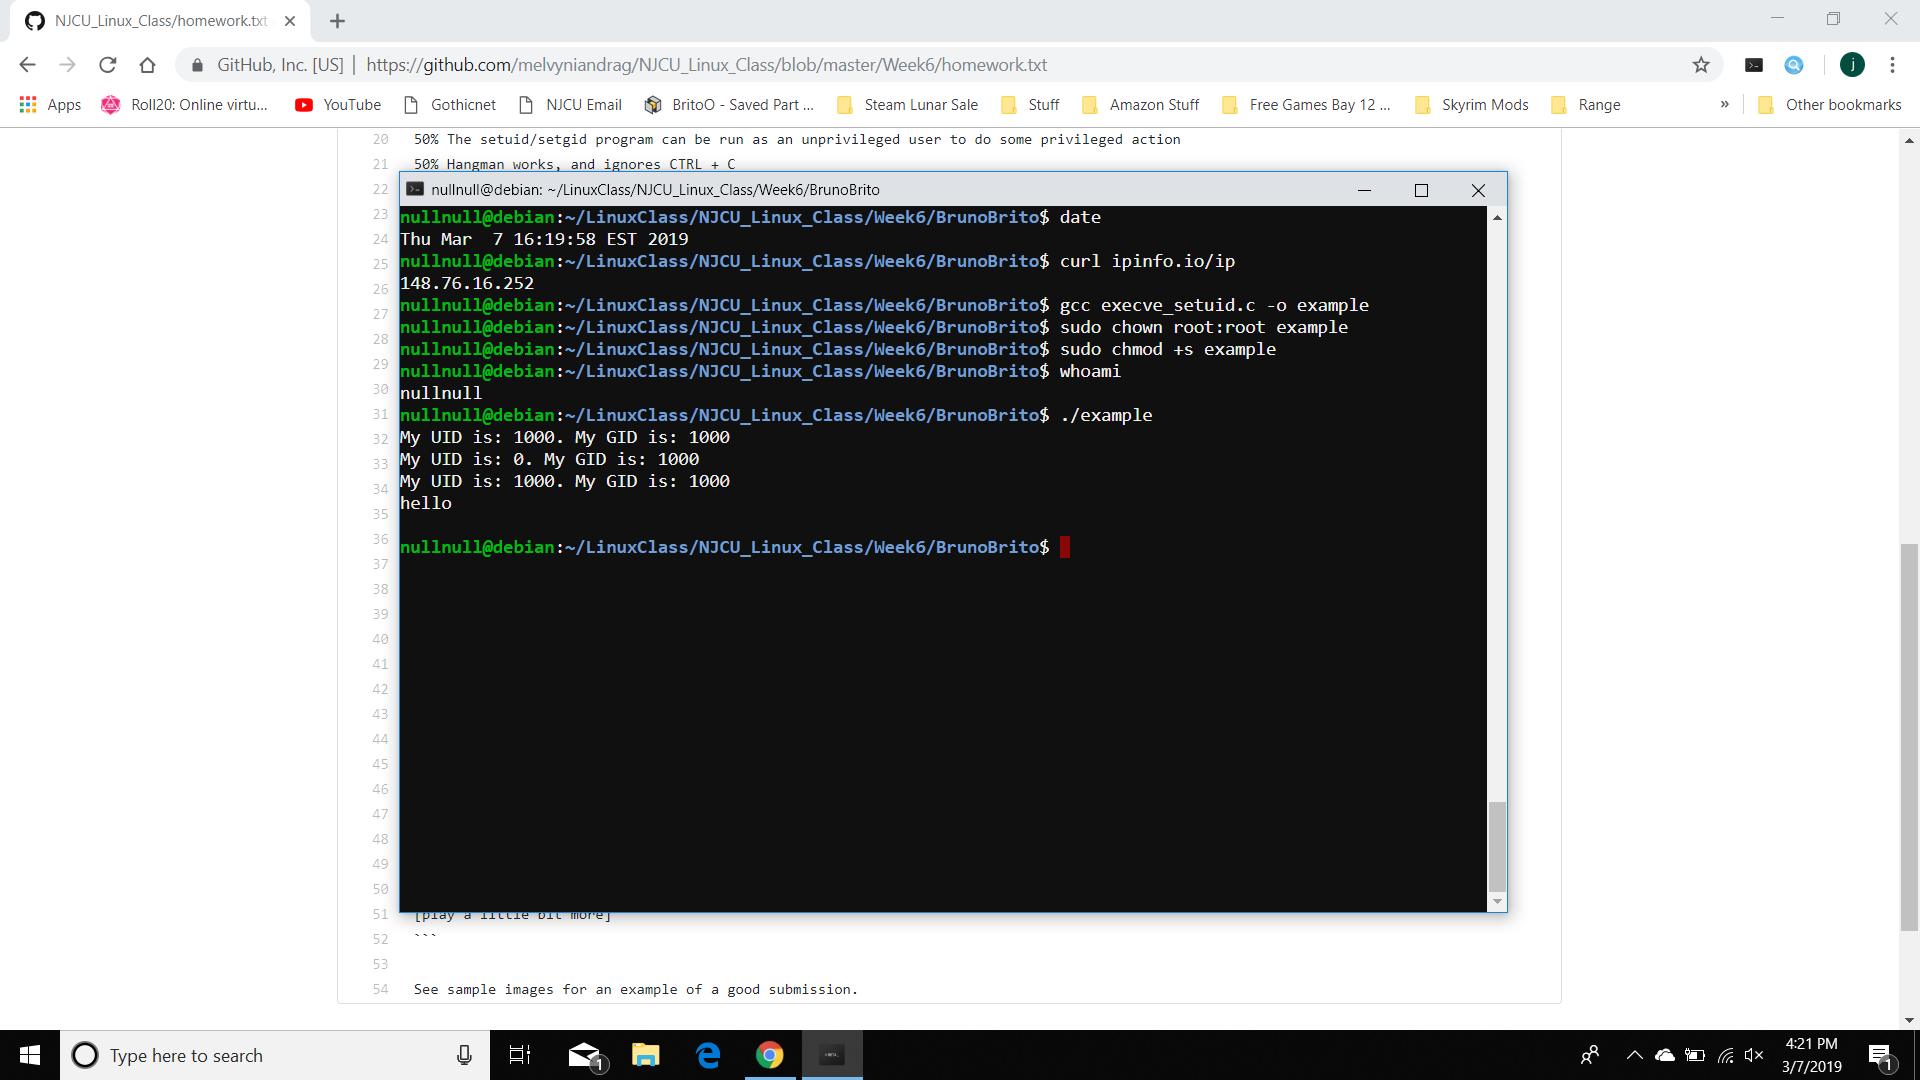 NJCU_Linux_Class/homework.txt
GitHub, Inc. [US] | https://github.com/melvyniandrag/NJCU_Linux_Class/blob/master/Week6/homework.txt
j
Apps Roll20: Online virtu... YouTube Gothicnet NJCU Email BritoO - Saved Part ... Steam Lunar Sale Stuff Amazon Stuff Free Games Bay 12 ... Skyrim Mods Range » Other bookmarks
20 50% The setuid/setgid program can be run as an unprivileged user to do some privileged action
21 50% Hangman works, and ignores CTRL + C
22
nullnull@debian: ~/LinuxClass/NJCU_Linux_Class/Week6/BrunoBrito
23
nullnull@debian:~/LinuxClass/NJCU_Linux_Class/Week6/BrunoBrito$ date
24
Thu Mar  7 16:19:58 EST 2019
25
nullnull@debian:~/LinuxClass/NJCU_Linux_Class/Week6/BrunoBrito$ curl ipinfo.io/ip
26
148.76.16.252
27
nullnull@debian:~/LinuxClass/NJCU_Linux_Class/Week6/BrunoBrito$ gcc execve_setuid.c -o example
nullnull@debian:~/LinuxClass/NJCU_Linux_Class/Week6/BrunoBrito$ sudo chown root:root example
28
nullnull@debian:~/LinuxClass/NJCU_Linux_Class/Week6/BrunoBrito$ sudo chmod +s example
29
nullnull@debian:~/LinuxClass/NJCU_Linux_Class/Week6/BrunoBrito$ whoami
30
nullnull
31
nullnull@debian:~/LinuxClass/NJCU_Linux_Class/Week6/BrunoBrito$ ./example
32
My UID is: 1000. My GID is: 1000
33
My UID is: 0. My GID is: 1000
34
My UID is: 1000. My GID is: 1000
hello
35
36
nullnull@debian:~/LinuxClass/NJCU_Linux_Class/Week6/BrunoBrito$
37
38
39
40
41
42
43
44
45
46
47
48
49
50
51 [play a little bit more]
52 ```
53
54 See sample images for an example of a good submission.
Type here to search
1
4:21 PM
3/7/2019
1